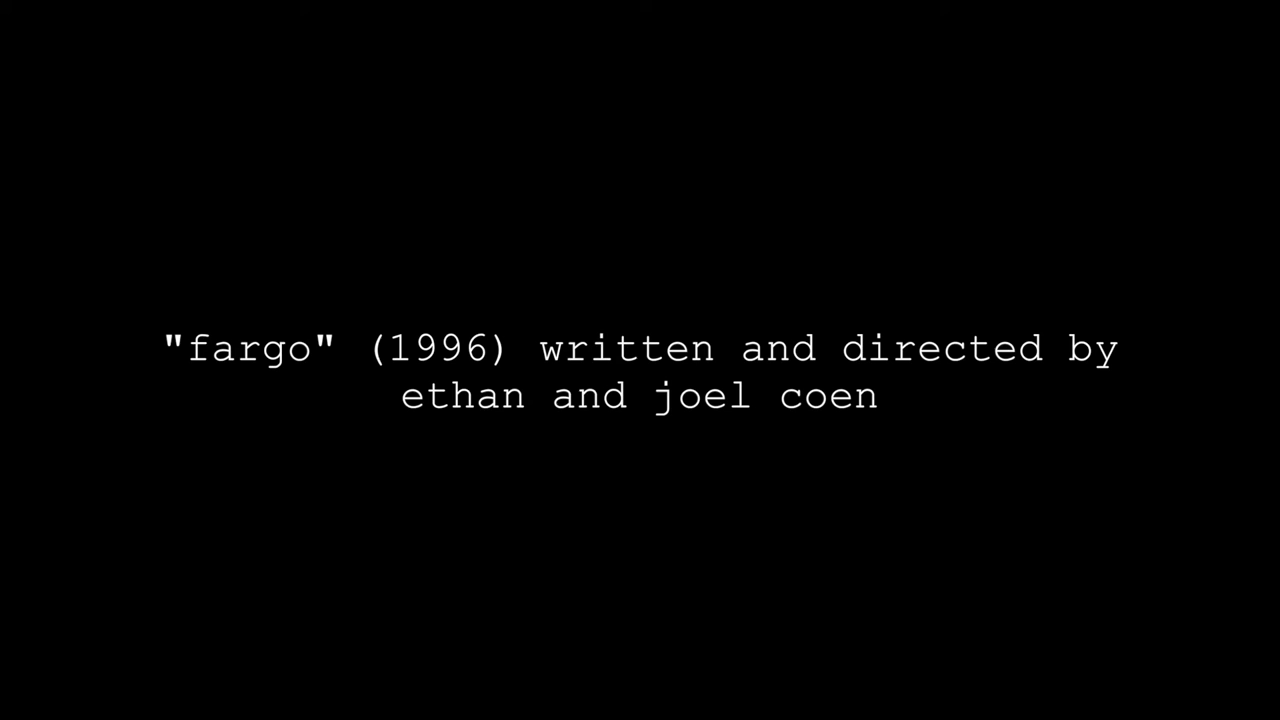 "fargo" (1996) written and directed by
ethan and joel coen